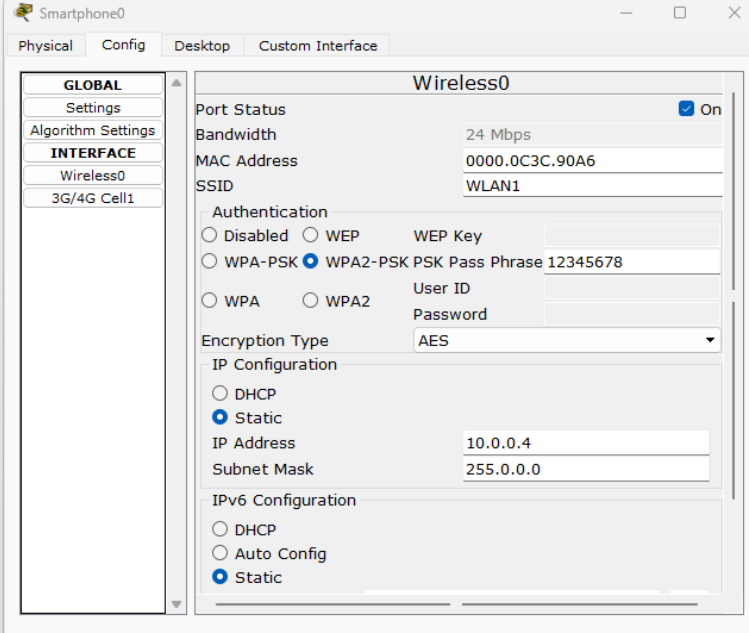 Smartphone0
Physical Config Desktop Custom Interface
GLOBAL
Settings
Algorithm Settings
INTERFACE
Wireless0
3G/4G Cell1
Wireless0
Port Status On
Bandwidth 24 Mbps
MAC Address 0000.0C3C.90A6
SSID WLAN1
Authentication
Disabled WEP WEP Key
WPA-PSK WPA2-PSK PSK Pass Phrase 12345678
WPA WPA2 User ID
Password
Encryption Type AES
IP Configuration
DHCP
Static
IP Address 10.0.0.4
Subnet Mask 255.0.0.0
IPv6 Configuration
DHCP
Auto Config
Static